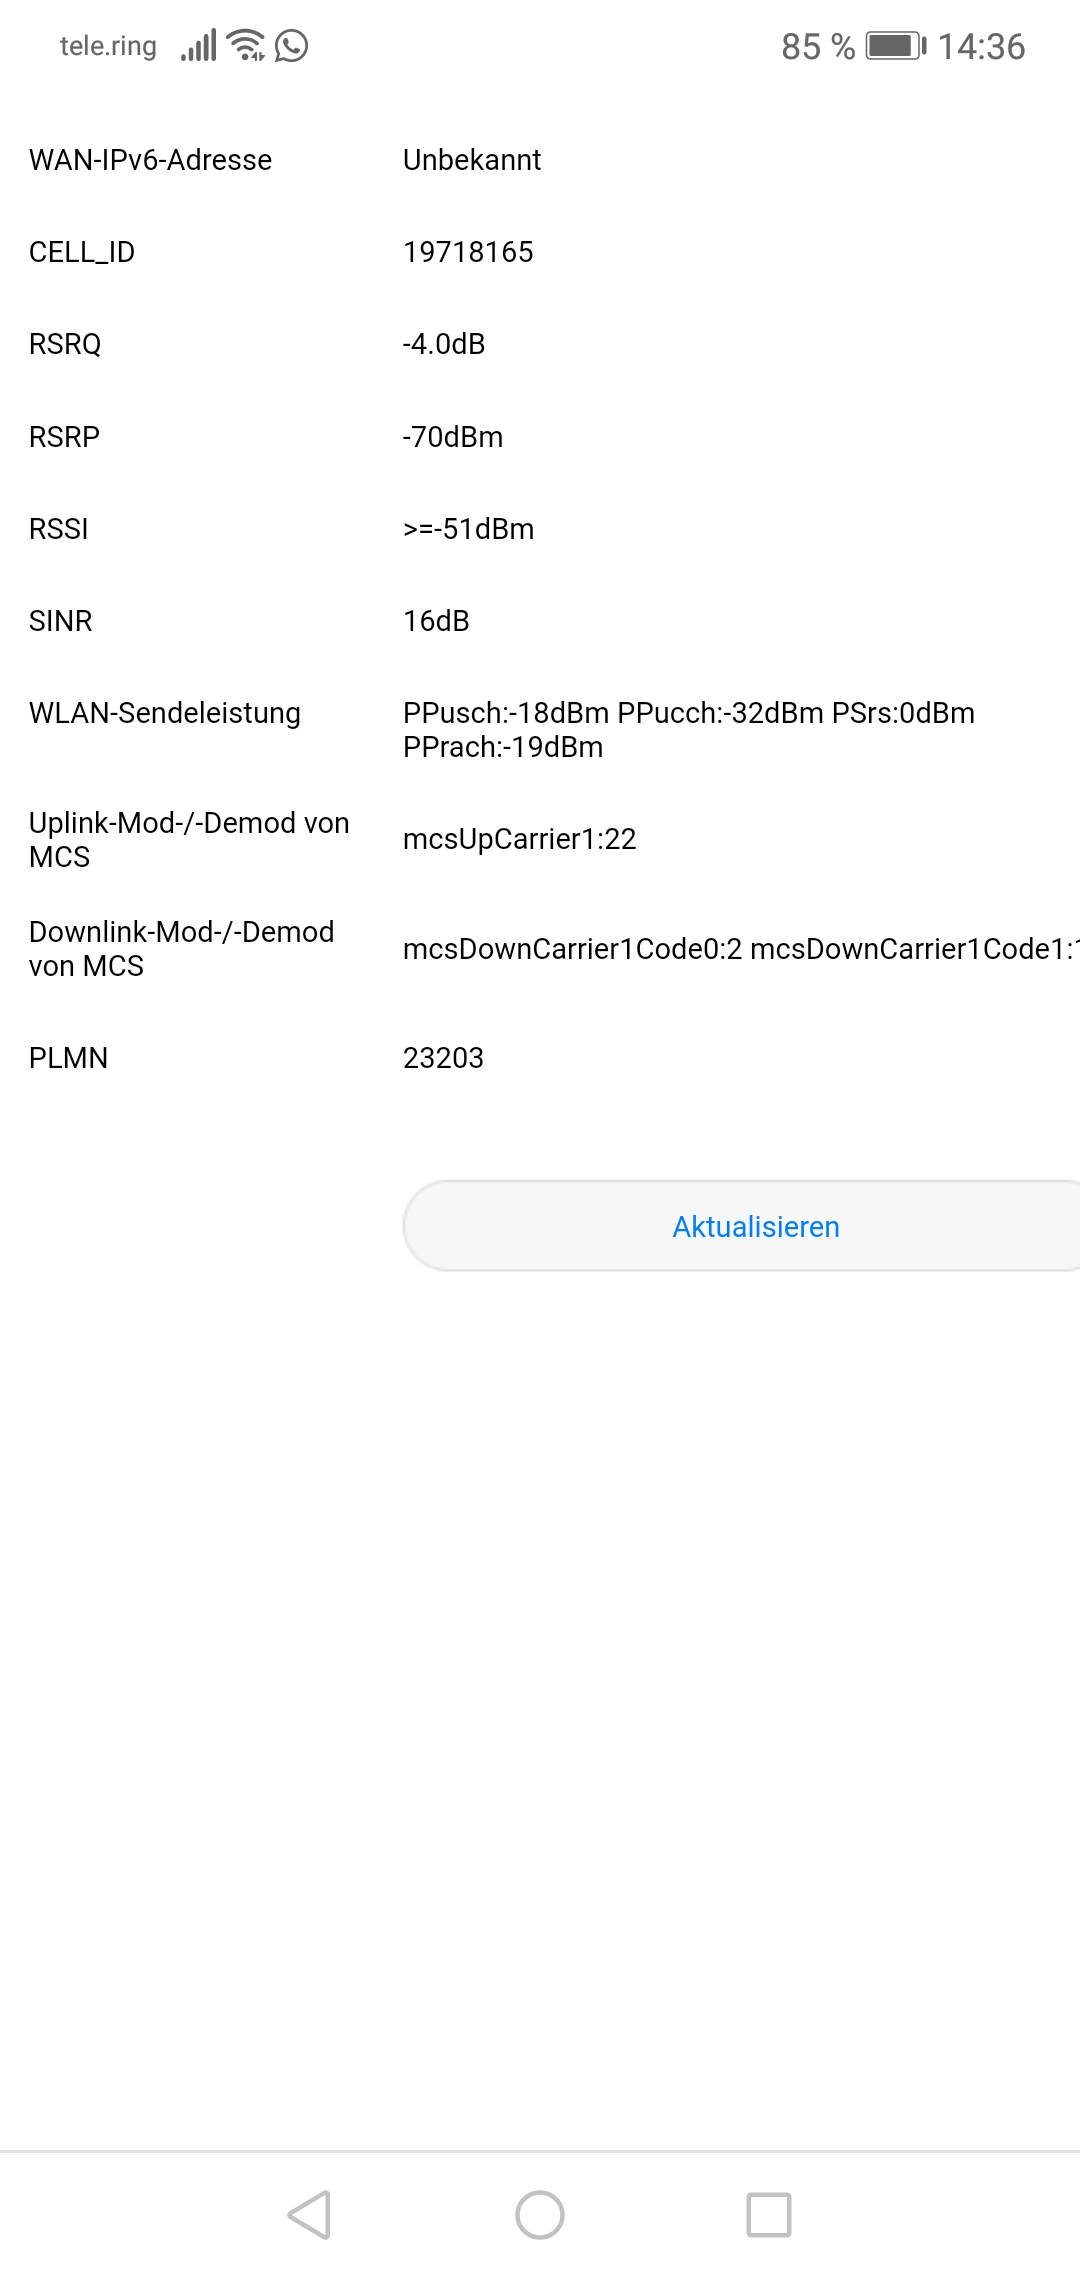 tele.ring 85 % 14:36
WAN-IPv6-Adresse Unbekannt
CELL_ID 19718165
RSRQ -4.0dB
RSRP -70dBm
RSSI >=-51dBm
SINR 16dB
WLAN-Sendeleistung PPusch:-18dBm PPucch:-32dBm PSrs:0dBm
PPrach:-19dBm
Uplink-Mod-/-Demod von
MCS
mcsUpCarrier1:22
Downlink-Mod-/-Demod
von MCS
mcsDownCarrier1Code0:2 mcsDownCarrier1Code1:
PLMN 23203
Aktualisieren